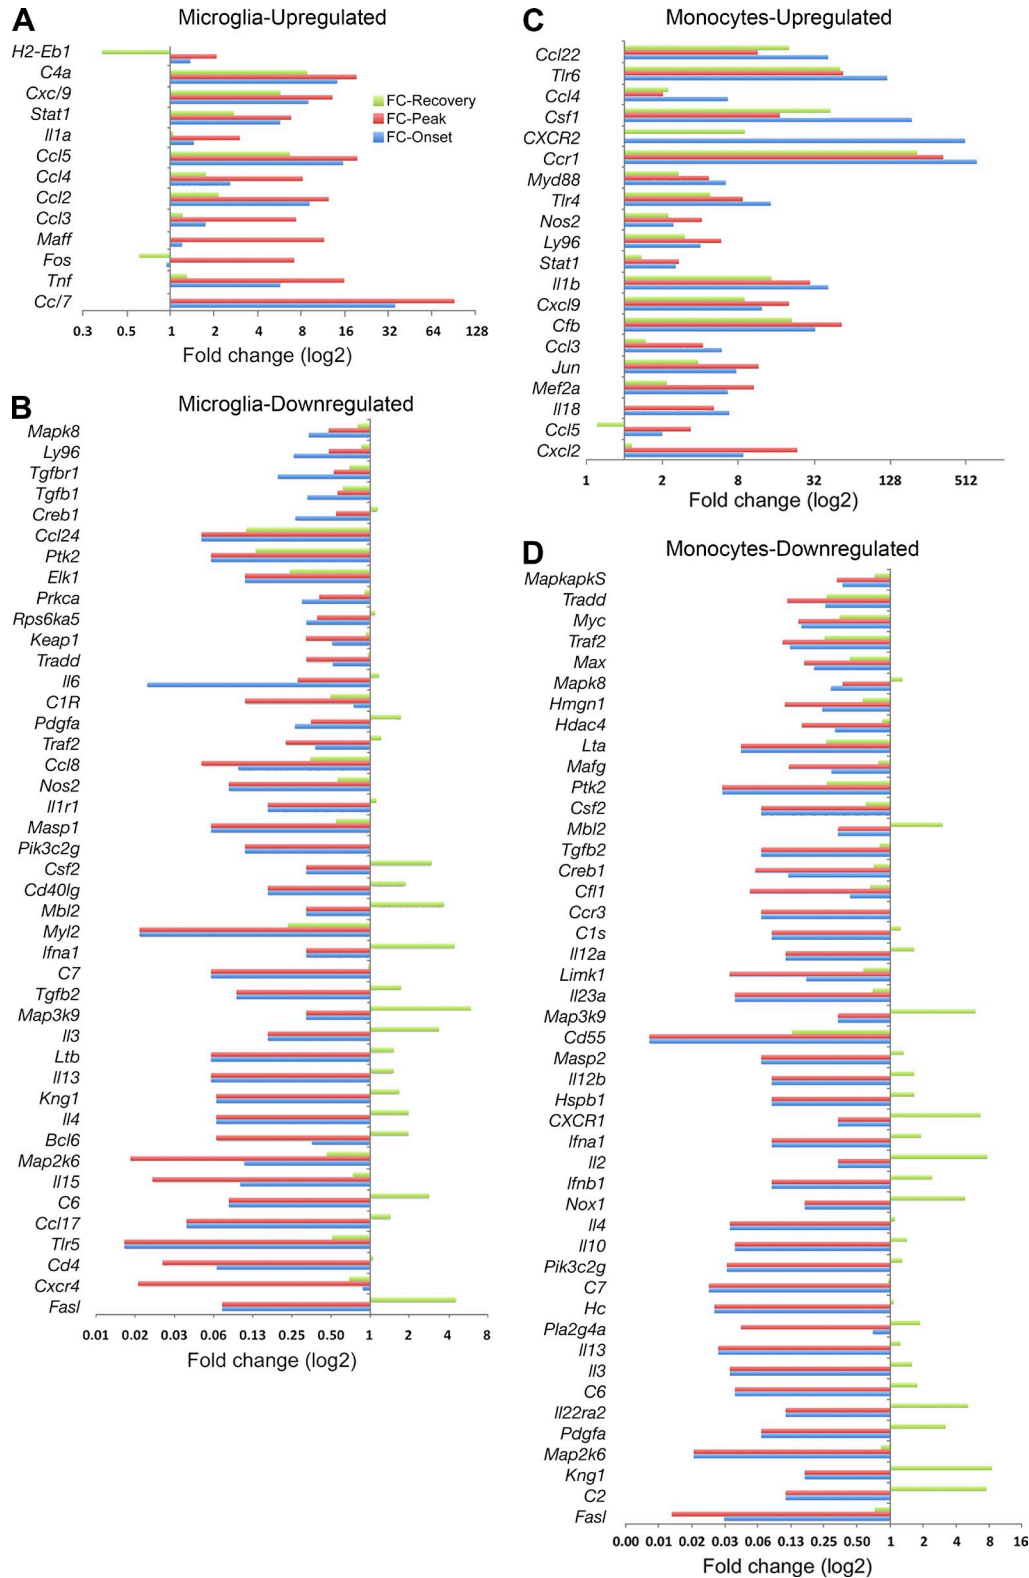 A
Microglia-Upregulated
H2-Eb1
C4a
Cxc/9
Stat1
Il1a
Ccl5
Ccl4
Ccl2
Ccl3
Maff
Fos
Tnf
Cc/7
FC-Recovery
FC-Peak
FC-Onset
0.3 0.5 1 2 4 8 16 32 64 128
Fold change (log2)
B
Microglia-Downregulated
Mapk8
Ly96
Tgfbr1
Tgfb1
Creb1
Ccl24
Ptk2
Elk1
Prkca
Rps6ka5
Keap1
Tradd
Il6
C1R
Pdgfa
Traf2
Ccl8
Nos2
Il1r1
Masp1
Pik3c2g
Csf2
Cd40lg
Mbl2
Myl2
Ifna1
C7
Tgfb2
Map3k9
Il3
Ltb
Il13
Kng1
Il4
Bcl6
Map2k6
Il15
C6
Ccl17
Tlr5
Cd4
Cxcr4
Fasl
0.01 0.02 0.03 0.06 0.13 0.25 0.50 1 2 4 8
Fold change (log2)
C
Monocytes-Upregulated
Ccl22
Tlr6
Ccl4
Csf1
CXCR2
Ccr1
Myd88
Tlr4
Nos2
Ly96
Stat1
Il1b
Cxcl9
Cfb
Ccl3
Jun
Mef2a
Il18
Ccl5
Cxcl2
1 2 8 32 128 512
Fold change (log2)
D
Monocytes-Downregulated
MapkapkS
Tradd
Myc
Traf2
Max
Mapk8
Hmgn1
Hdac4
Lta
Mafg
Ptk2
Csf2
Mbl2
Tgfb2
Creb1
Cfl1
Ccr3
C1s
Il12a
Limk1
Il23a
Map3k9
Cd55
Masp2
Il12b
Hspb1
CXCR1
Ifna1
Il2
Ifnb1
Nox1
Il4
Il10
Pik3c2g
C7
Hc
Pla2g4a
Il13
Il3
C6
Il22ra2
Pdgfa
Map2k6
Kng1
C2
Fasl
0.00 0.01 0.02 0.03 0.06 0.13 0.25 0.50 1 2 4 8 16
Fold change (log2)